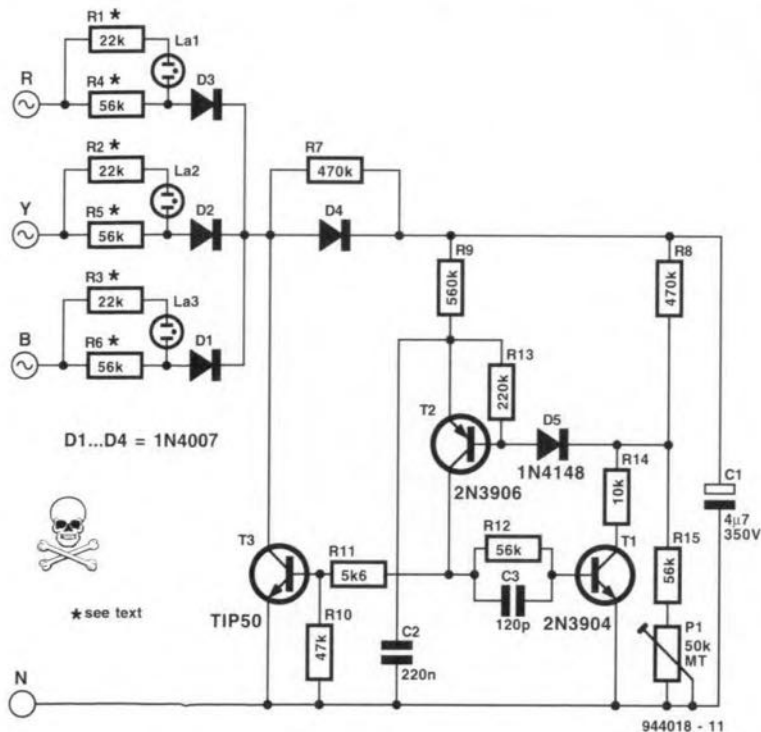 R1 *
22k
La1
R
R4 *
56k
D3
R2 *
22k
La2
Y
R5 *
56k
D2
R3 *
22k
La3
B
R6 *
56k
D1
R7
470k
D4
R9
560k
R8
470k
R13
220k
T2
D5
1N4148
2N3906
R14
10k
C1
4µ7
350V
D1...D4 = 1N4007
R12
56k
T1
R15
56k
T3
R11
5k6
C3
120p
2N3904
P1
50k
MT
* see text
TIP50
R10
47k
C2
220n
N
944018 - 11